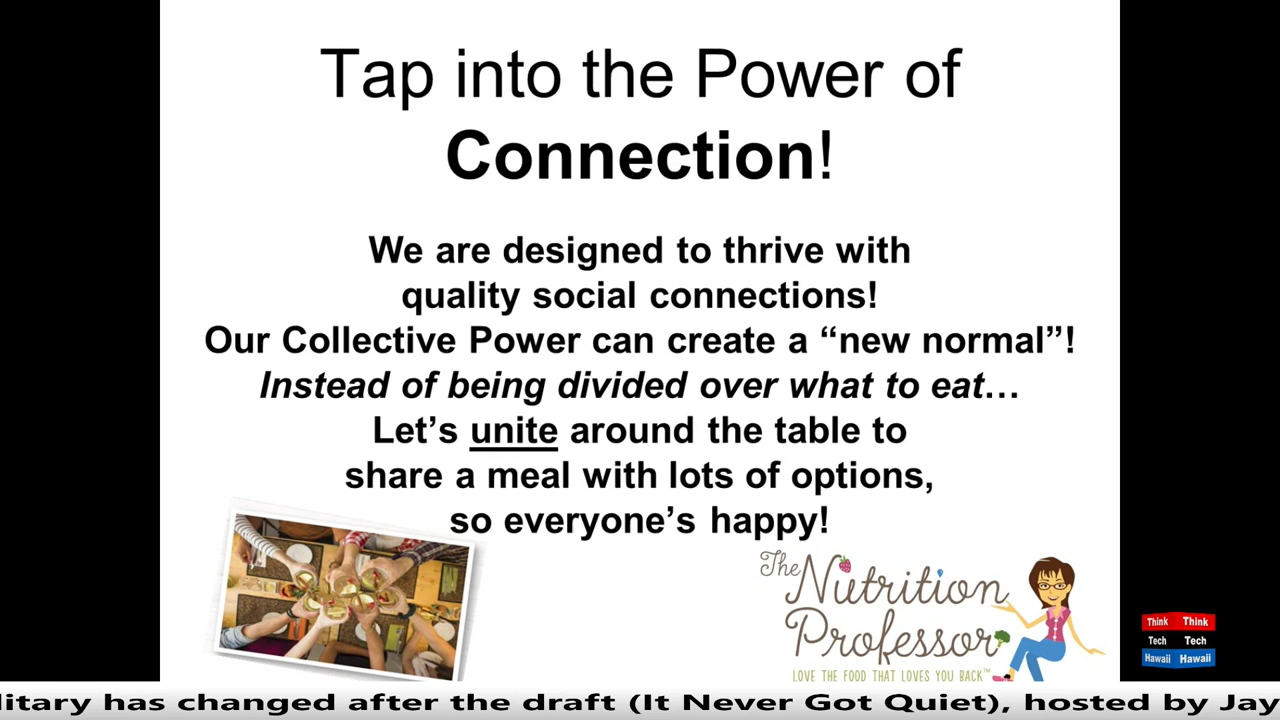 Tap into the Power of
Connection!
We are designed to thrive with
quality social connections!
Our Collective Power can create a “new normal”!
Instead of being divided over what to eat…
Let’s unite around the table to
share a meal with lots of options,
so everyone’s happy!
The Nutrition
Professor
LOVE THE FOOD THAT LOVES YOU BACK™
Think Think
Tech Tech
Hawaii Hawaii
litary has changed after the draft (It Never Got Quiet), hosted by Jay